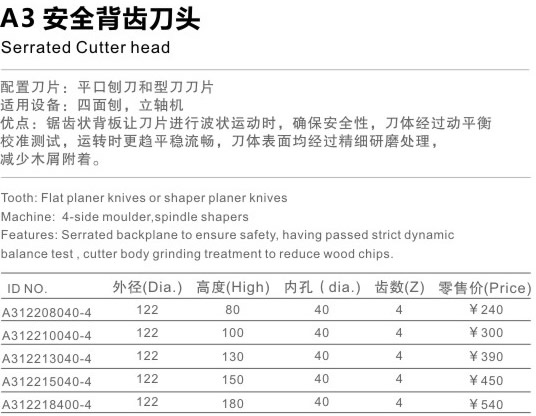 A3 安全背齿刀头
Serrated Cutter head
配置刀片：平口刨刀和型刀刀片
适用设备：四面刨，立轴机
优点：锯齿状背板让刀片进行波状运动时，确保安全性，刀体经过动平衡
校准测试，运转时更趋平稳流畅，刀体表面均经过精细研磨处理，
减少木屑附着。
Tooth: Flat planer knives or shaper planer knives
Machine: 4-side moulder,spindle shapers
Features: Serrated backplane to ensure safety, having passed strict dynamic
balance test , cutter body grinding treatment to reduce wood chips.
ID NO. 外径(Dia.) 高度(High) 内孔（dia.) 齿数(Z) 零售价(Price)
A312208040-4 122 80 40 4 ￥240
A312210040-4 122 100 40 4 ￥300
A312213040-4 122 130 40 4 ￥390
A312215040-4 122 150 40 4 ￥450
A312218400-4 122 180 40 4 ￥540